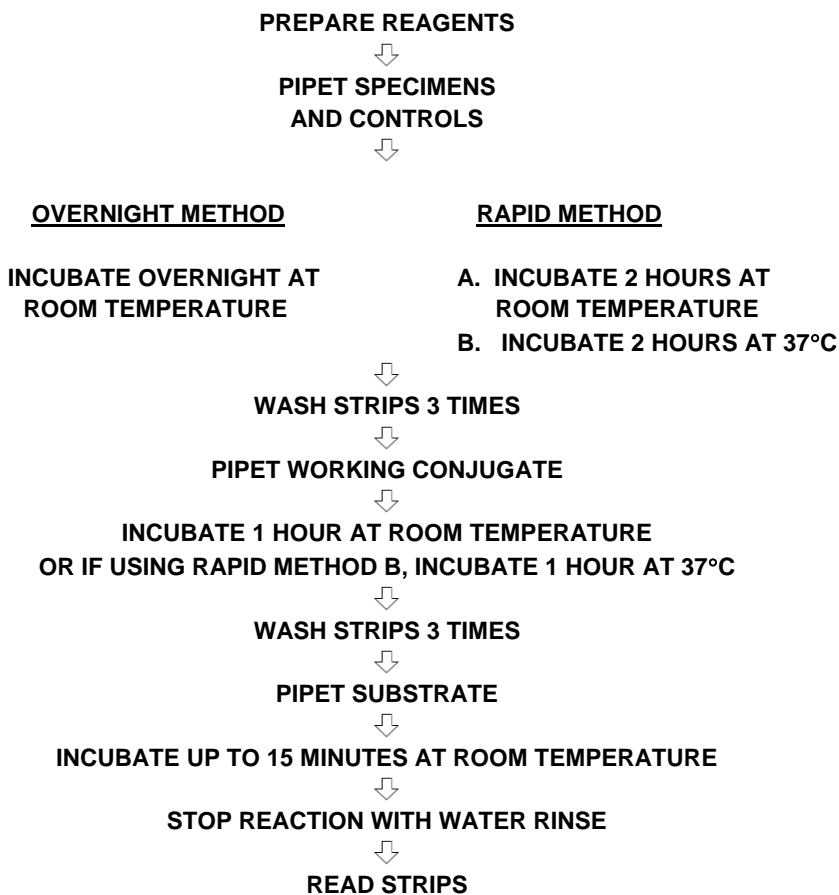 PREPARE REAGENTS
PIPET SPECIMENS
AND CONTROLS
OVERNIGHT METHOD
INCUBATE OVERNIGHT AT
ROOM TEMPERATURE
RAPID METHOD
A. INCUBATE 2 HOURS AT
ROOM TEMPERATURE
B. INCUBATE 2 HOURS AT 37°C
WASH STRIPS 3 TIMES
PIPET WORKING CONJUGATE
INCUBATE 1 HOUR AT ROOM TEMPERATURE
OR IF USING RAPID METHOD B, INCUBATE 1 HOUR AT 37°C
WASH STRIPS 3 TIMES
PIPET SUBSTRATE
INCUBATE UP TO 15 MINUTES AT ROOM TEMPERATURE
STOP REACTION WITH WATER RINSE
READ STRIPS